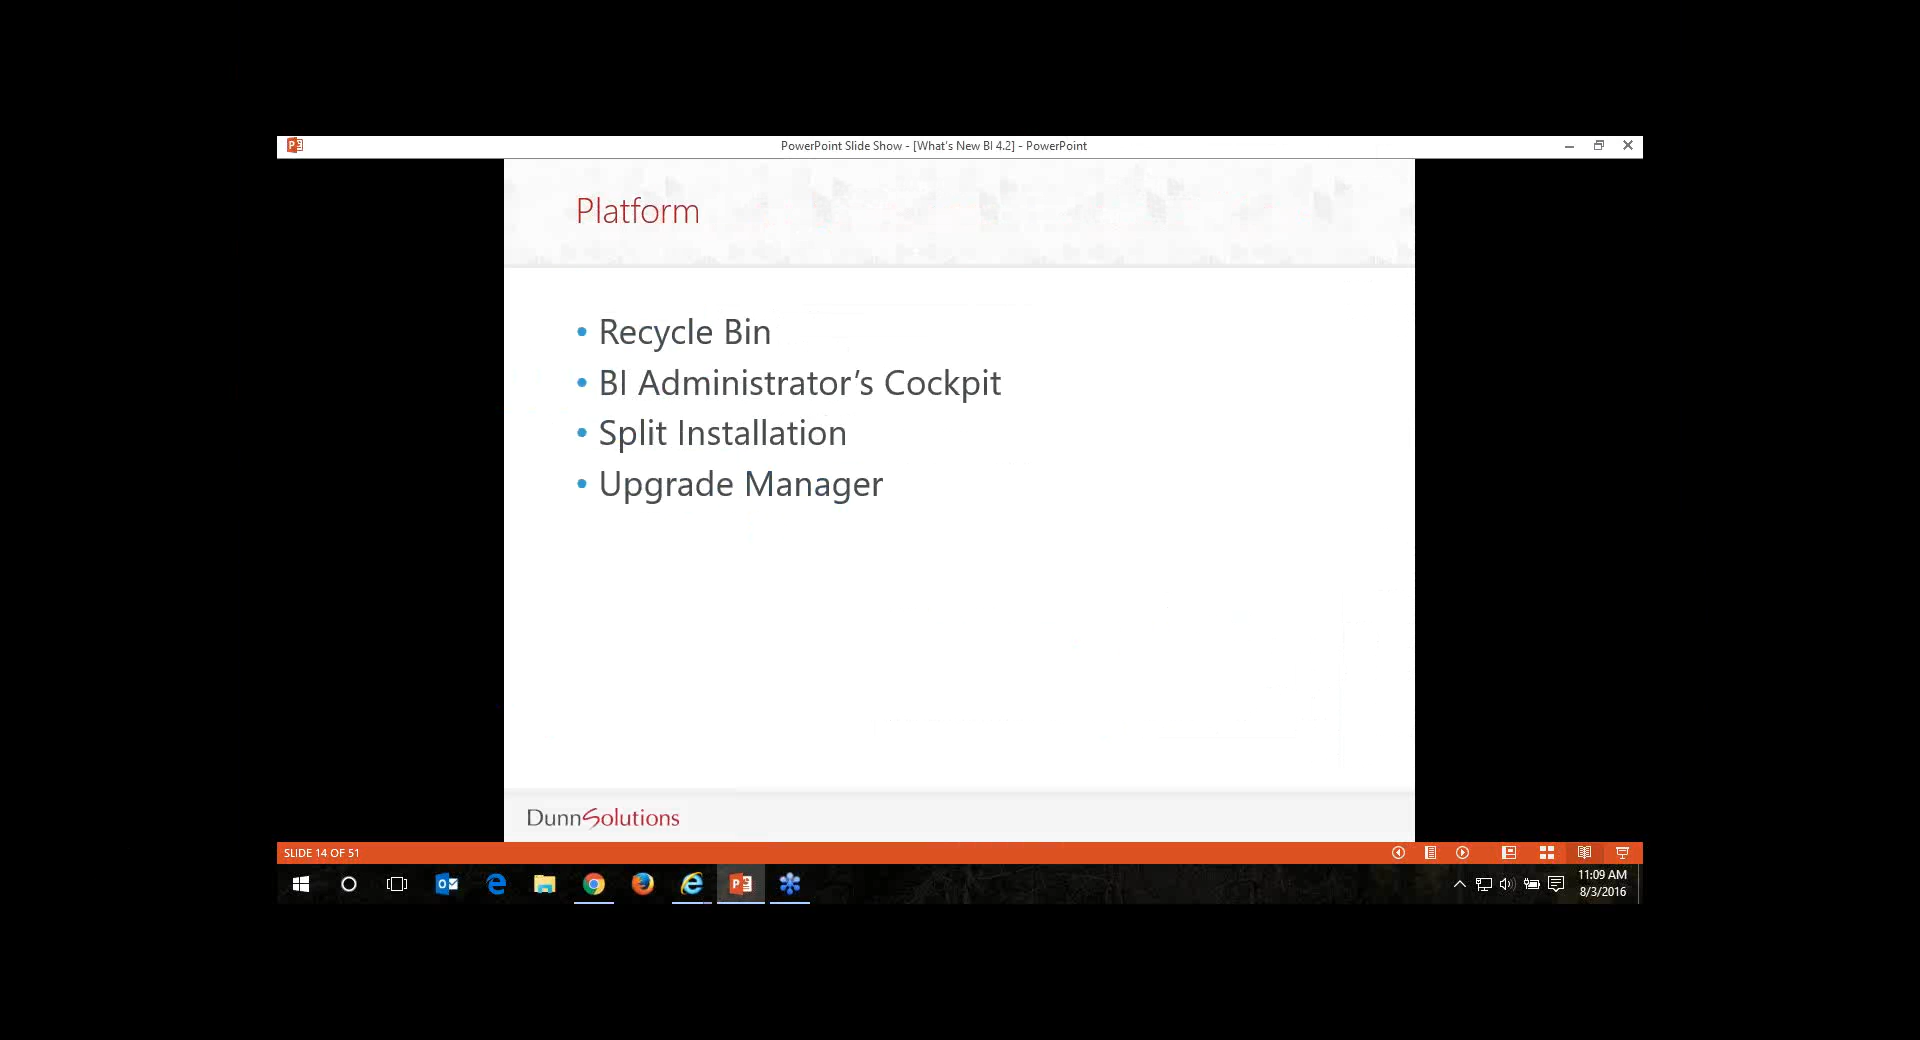 PowerPoint Slide Show - [What's New BI 4.2] - PowerPoint
Platform
• Recycle Bin
• BI Administrator’s Cockpit
• Split Installation
• Upgrade Manager
DunnSolutions
SLIDE 14 OF 51
11:09 AM
8/3/2016